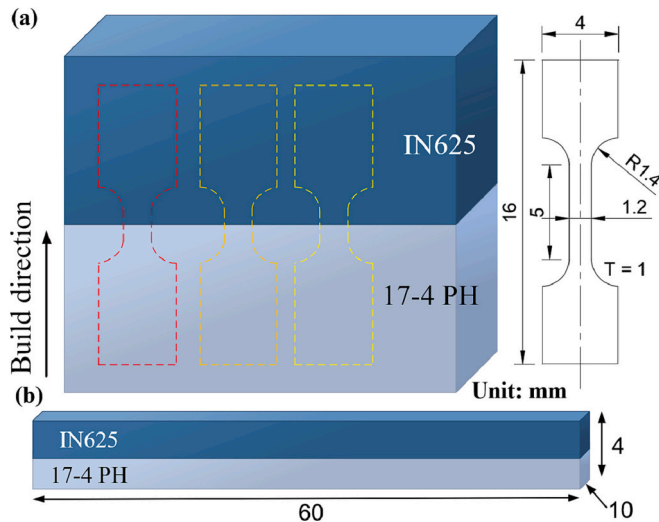 (a)
IN625
17-4 PH
Build direction
4
16
5
R1.4
1.2
T = 1
Unit: mm
(b)
IN625
17-4 PH
4
60
10